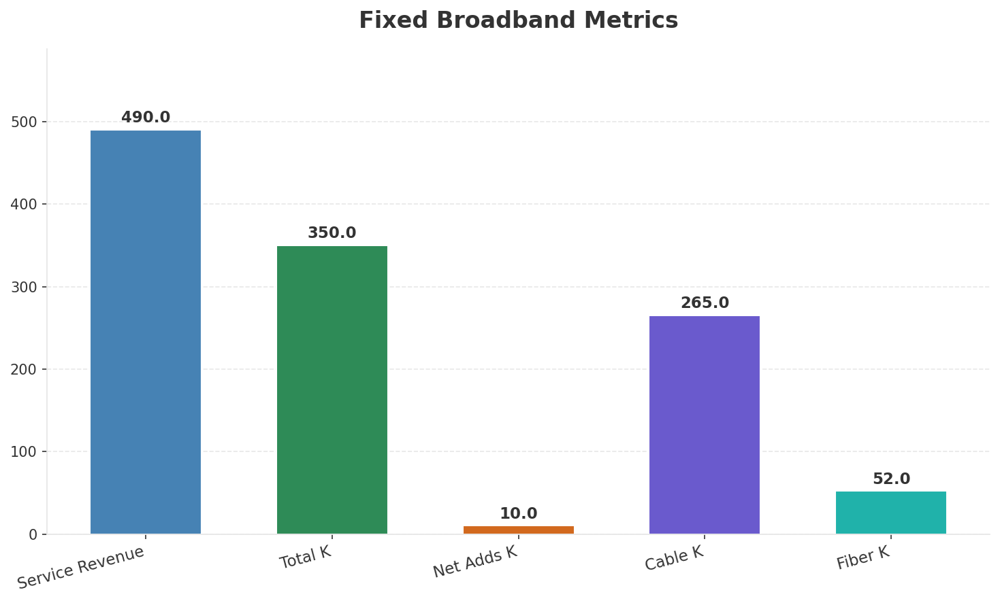 Fixed Broadband Metrics
500
400
300
200
100
0
490.0
350.0
10.0
265.0
52.0
Service Revenue
Total K
Net Adds K
Cable K
Fiber K